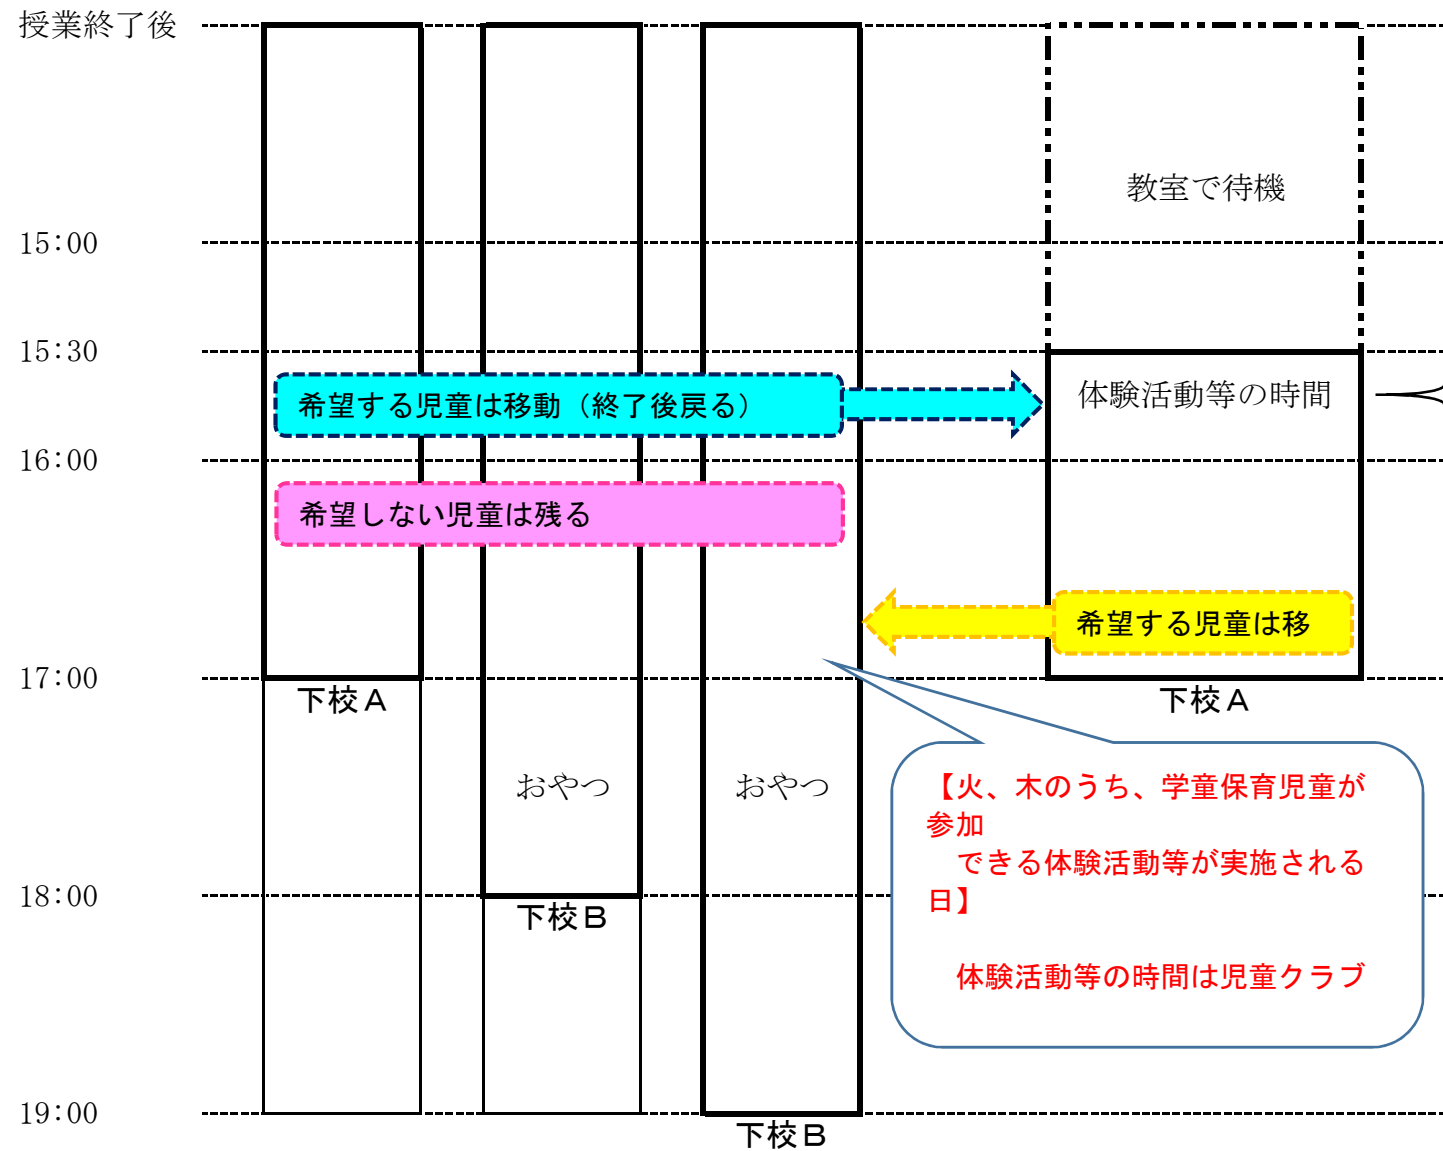 授業終了後
教室で待機
15:00
15:30
体験活動等の時間
希望する児童は移動（終了後戻る）
16:00
希望しない児童は残る
希望する児童は移
17:00
下校Ａ
下校Ａ
おやつ
おやつ
【火、木のうち、学童保育児童が
参加
できる体験活動等が実施される
日】
体験活動等の時間は児童クラブ
18:00
下校Ｂ
19:00
下校Ｂ